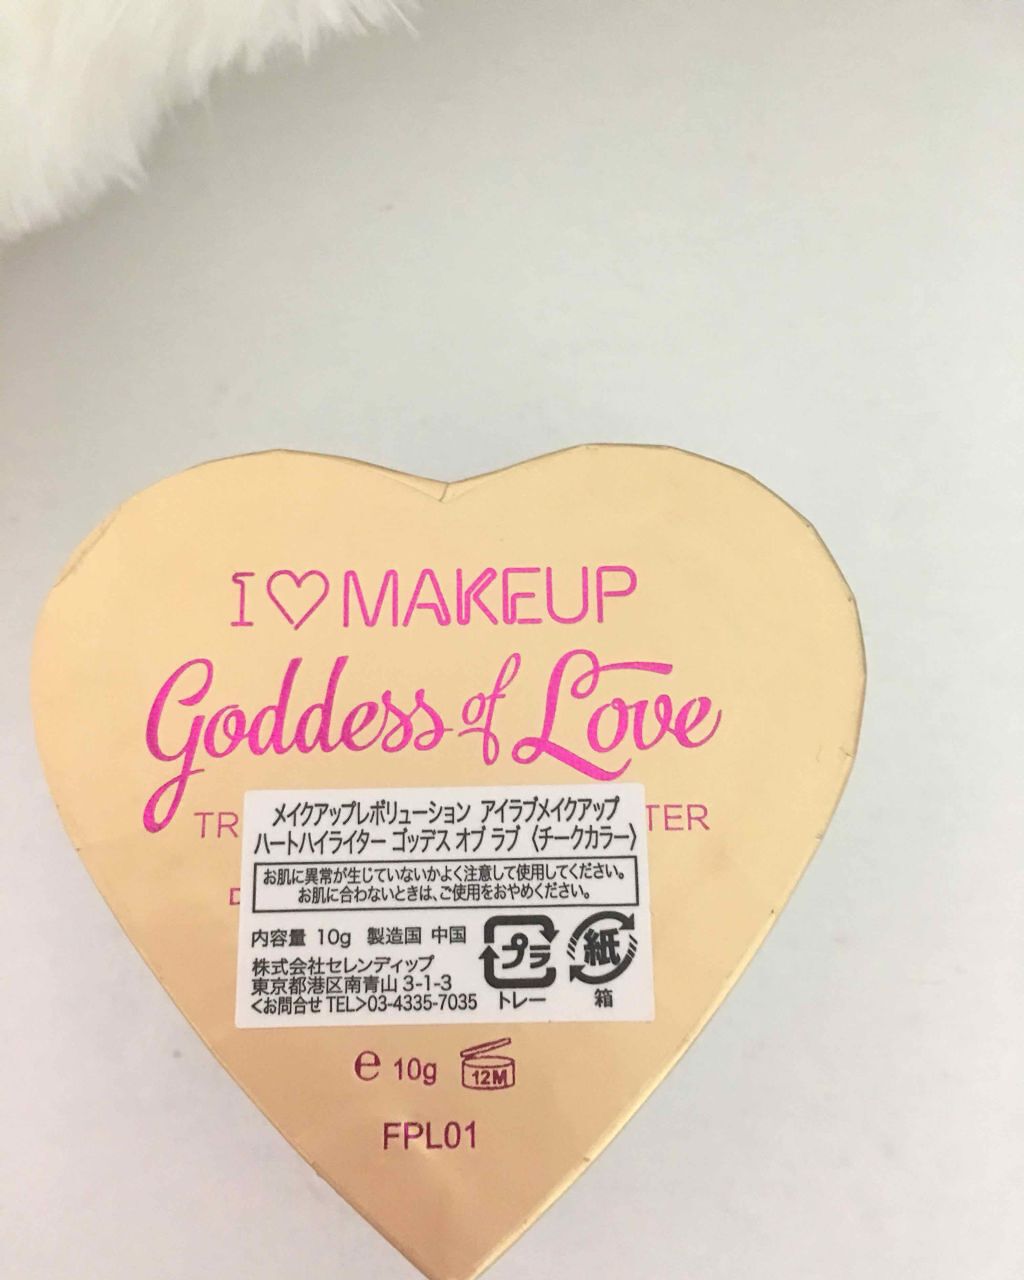 I♡MAKEUP
Goddess of Love
メイクアップレボリューション アイラブメイクアップ
ハートハイライター ゴッデス オブ ラブ〈チークカラー〉
お肌に異常が生じていないかよく注意して使用してください。
お肌に合わないときは、ご使用をおやめください。
内容量 10g 製造国 中国
株式会社セレンディップ
東京都港区南青山 3-1-3
<お問合せ TEL>03-4335-7035
プラ
トレー
紙
箱
e 10g 12M
FPL01